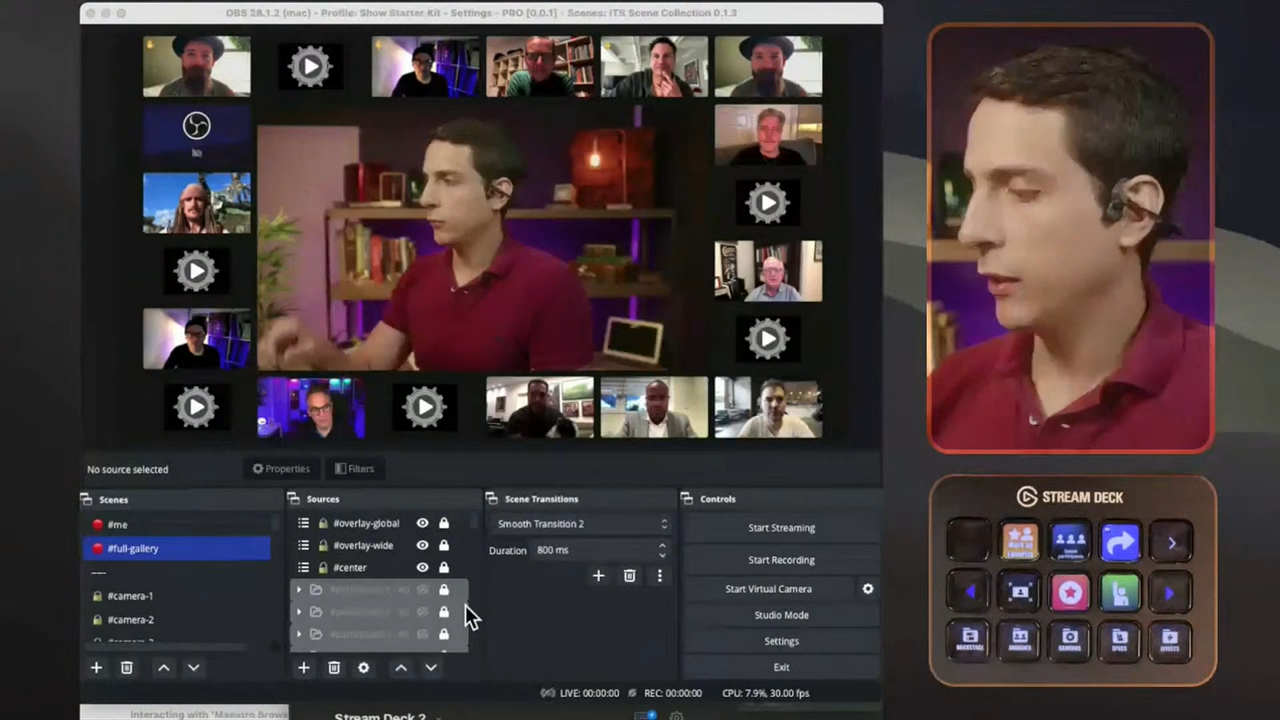 OBS 28.1.2 (mac) - Profile: Show Starter Kit - Settings - PRO [0.0.1] - Scenes: ITS Scene Collection 0.1.3
No source selected
Properties
Filters
Scenes
Sources
Scene Transitions
Controls
#me
#full-gallery
----
#camera-1
#camera-2
#overlay-global
#overlay-wide
#center
Smooth Transition 2
Duration
800 ms
Start Streaming
Start Recording
Start Virtual Camera
Studio Mode
Settings
Exit
LIVE: 00:00:00
REC: 00:00:00
CPU: 7.9%, 30.00 fps
Stream Deck 2
STREAM DECK
BACKSTAGE
AUDIENCE
CAMERAS
EFFECTS